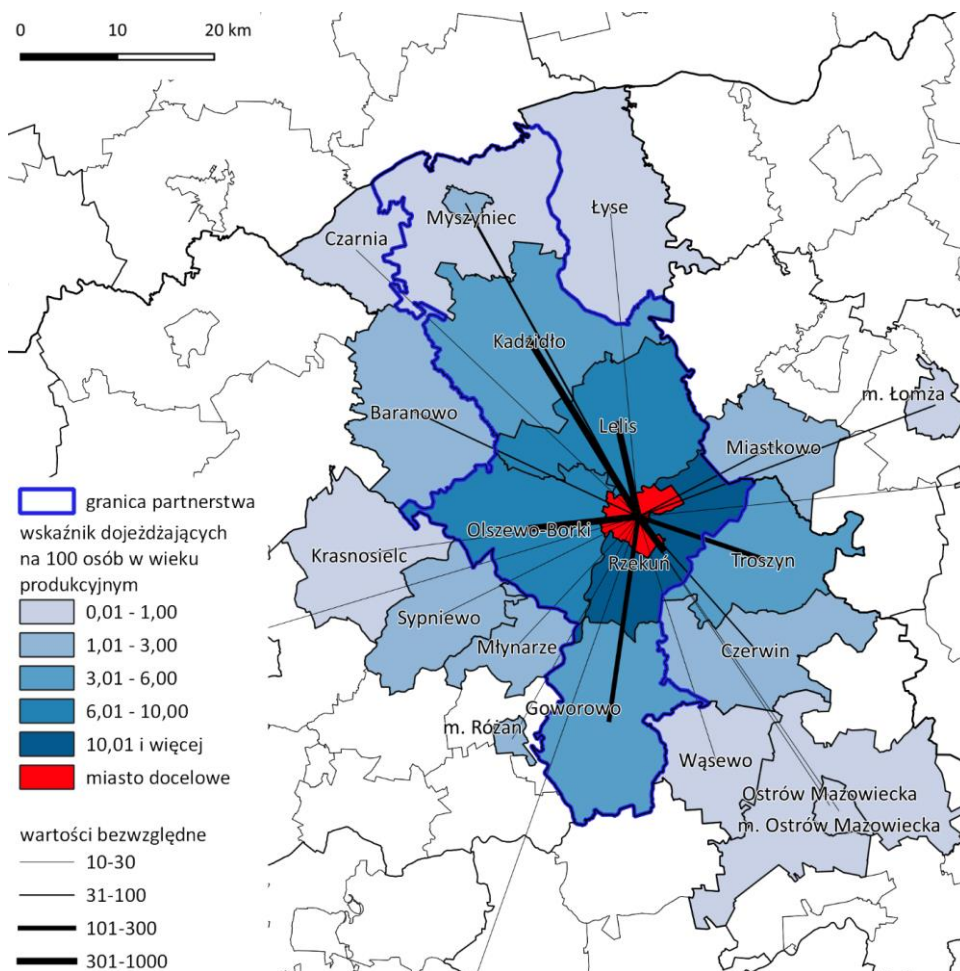 0 10 20 km
Łyse
Myszyniec
Czarnia
Kadzidło
m. Łomża
Baranowo
Lelis
Miastkowo
granica partnerstwa
wskaźnik dojeżdżających
na 100 osób w wieku
produkcyjnym
0,01 - 1,00
1,01 - 3,00
3,01 - 6,00
6,01 - 10,00
10,01 i więcej
miasto docelowe
wartości bezwzględne
10-30
31-100
101-300
301-1000
Olszewo-Borki
Krasnosielc
Rzekuń
Troszyn
Sypniewo
Młynarze
Czerwin
Goworowo
m. Różan
Wąsewo
Ostrów Mazowiecka
m. Ostrów Mazowiecka